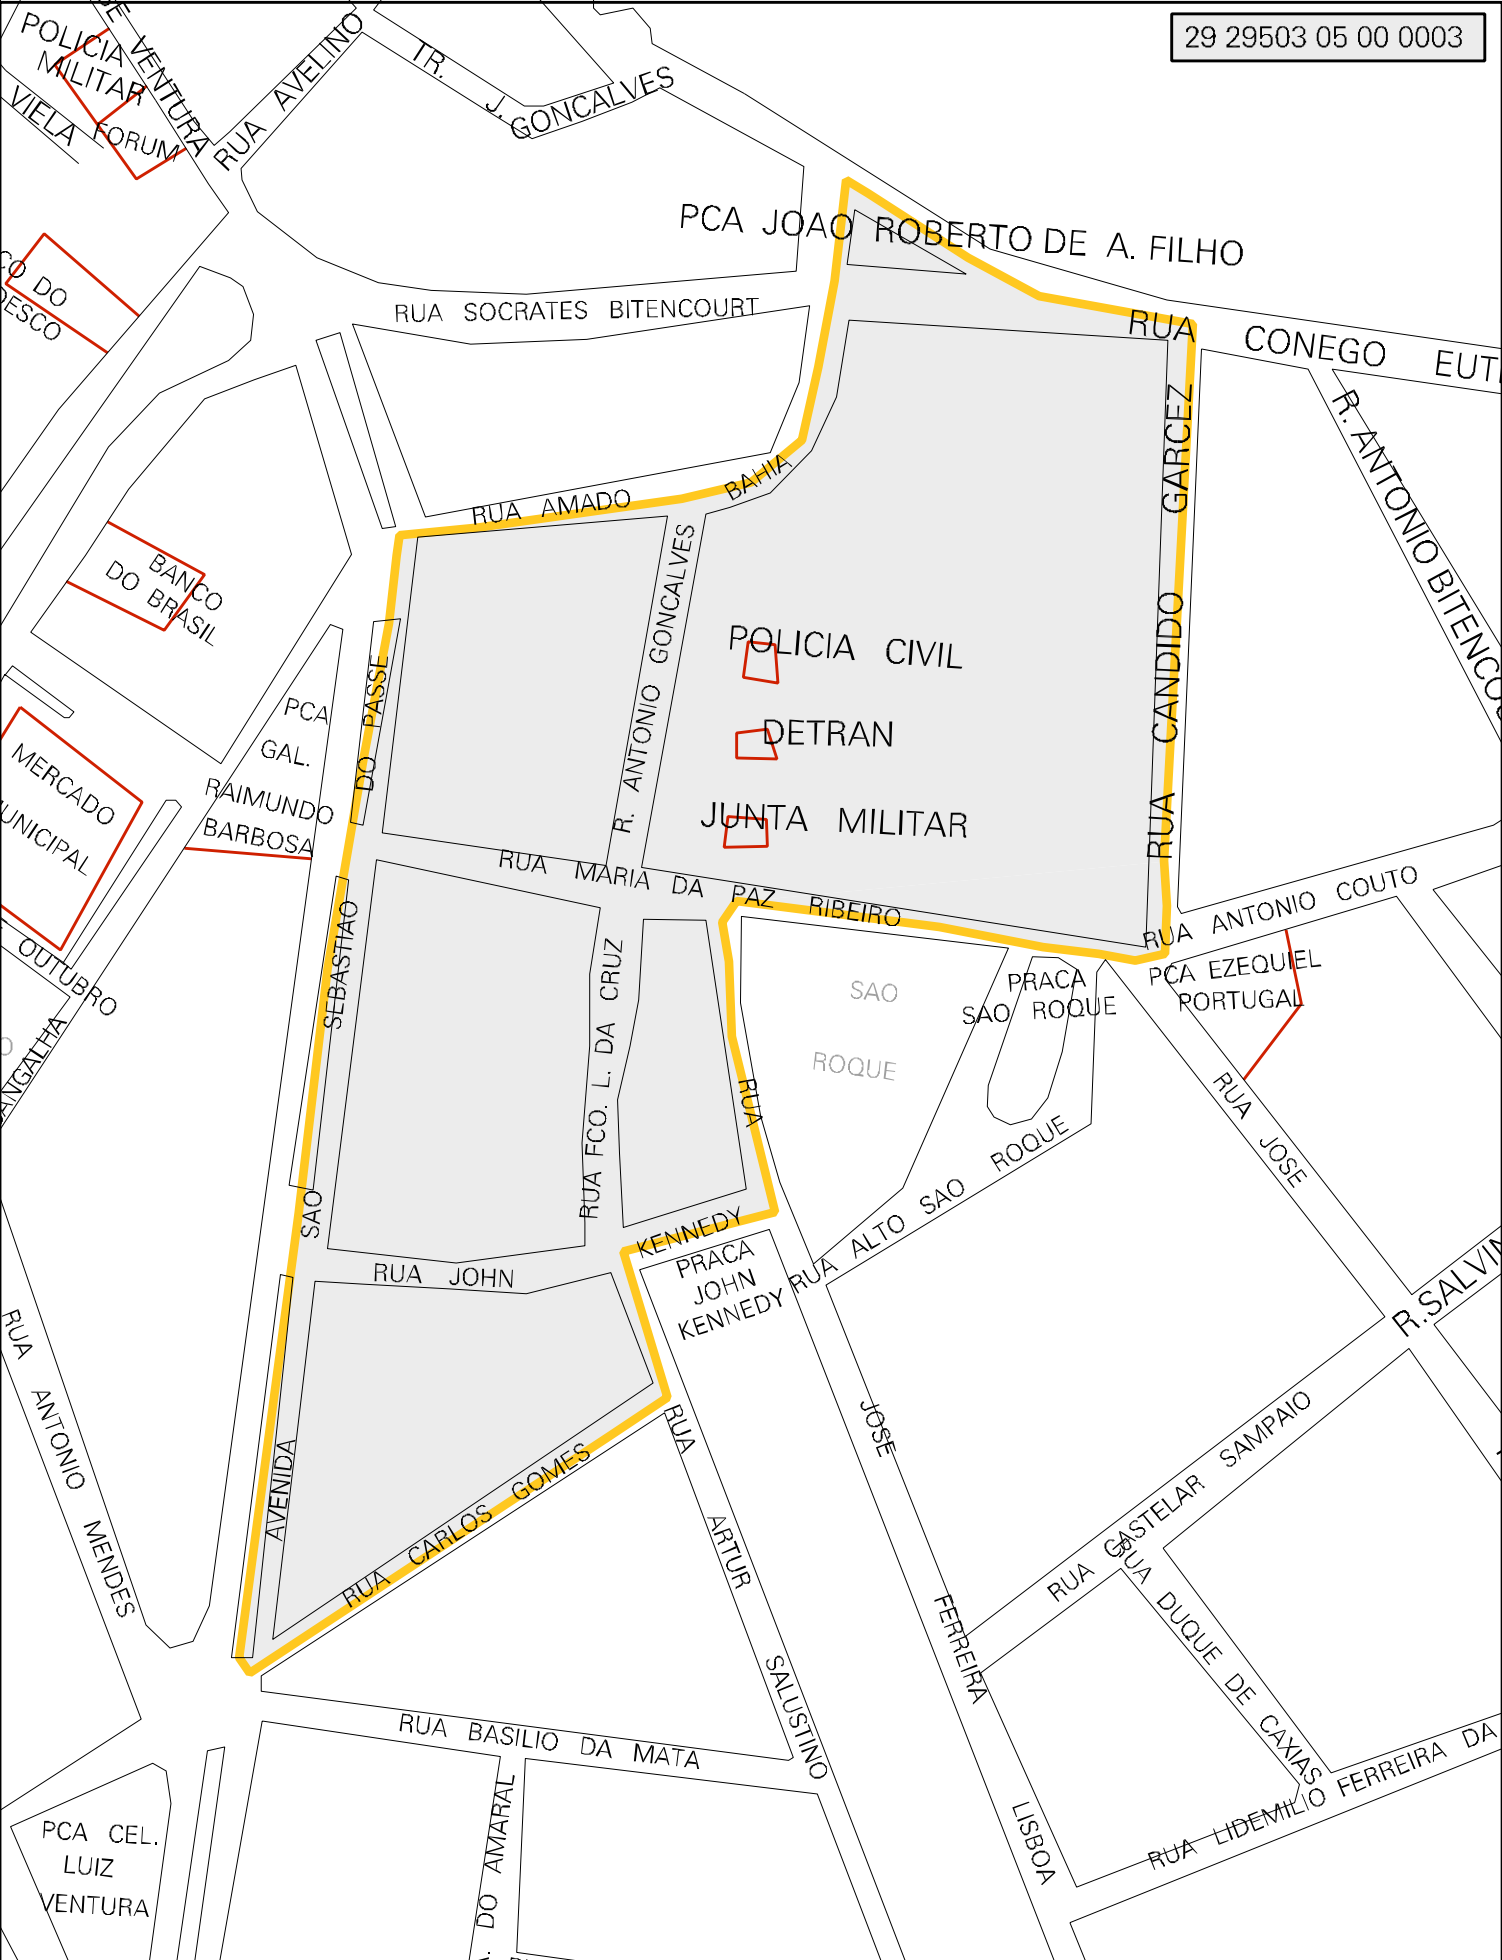 29 29503 05 00 0003
POLICIA
MILITAR
VIELA
FORUM
VENTURA
RUA AVELINO
TR. J. GONCALVES
PCA JOAO ROBERTO DE A. FILHO
DO
RUA SOCRATES BITENCOURT
RUA CONEGO
R. ANTONIO
GARCEZ
RUA AMADO BAHIA
BANCO
DO BRASIL
R. ANTONIO GONCALVES
POLICIA CIVIL
DETRAN
JUNTA MILITAR
RUA CANDIDO
DO PASSE
PCA
GAL.
RAIMUNDO
BARBOSA
MERCADO
RUA MARIA DA PAZ RIBEIRO
RUA ANTONIO COUTO
OUTUBRO
SEBASTIAO
RUA FCO. L. DA CRUZ
SAO
ROQUE
PRACA
SAO ROQUE
PCA EZEQUIEL
PORTUGAL
RUA
RUA JOSE
RUA ALTO SAO ROQUE
SAO
KENNEDY
RUA JOHN
PRACA
JOHN
KENNEDY
RUA ANTONIO MENDES
AVENIDA
RUA CARLOS GOMES
RUA ARTUR SALUSTINO
JOSE FERREIRA LISBOA
RUA CASTELAR SAMPAIO
RUA DUQUE DE CAXIAS
RUA BASILIO DA MATA
DO AMARAL
RUA LIDEMILIO FERREIRA DA
PCA CEL.
LUIZ
VENTURA